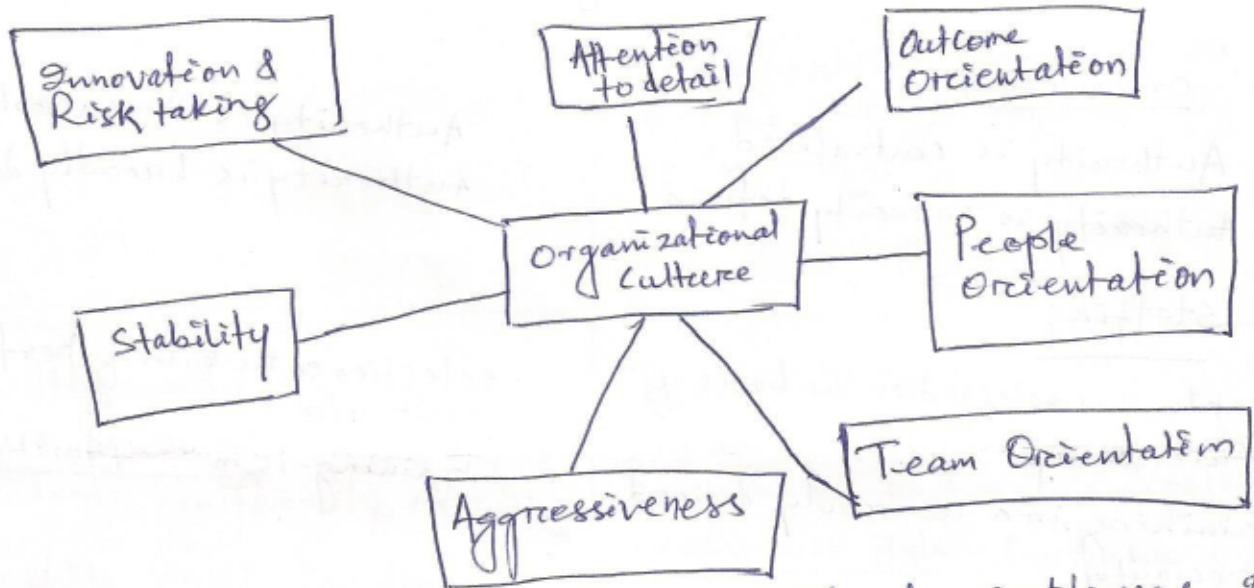 Innovation &
Risk taking
Attention
to detail
Outcome
Orientation
Organizational
Culture
People
Orientation
Stability
Team Orientation
Aggressiveness